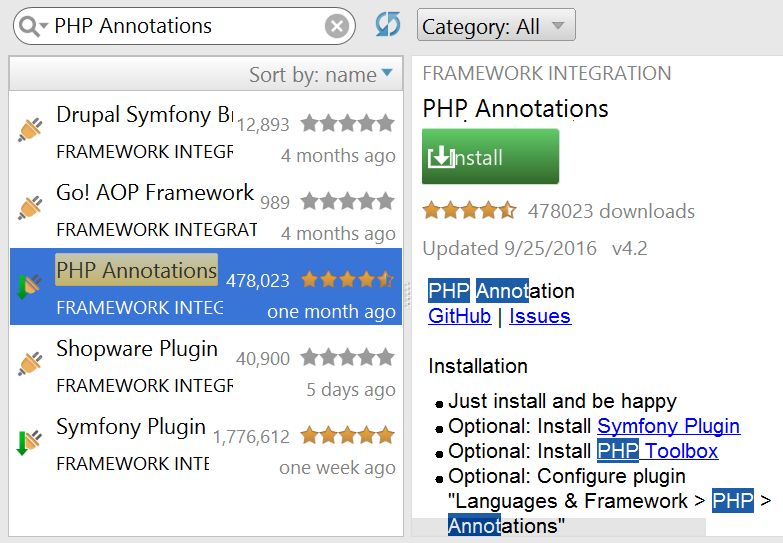 PHP Annotations
Category: All
Sort by: name
Drupal Symfony Br
12,893
FRAMEWORK INTEGR
4 months ago
Go! AOP Framework
989
FRAMEWORK INTEGRAT
4 months ago
PHP Annotations
478,023
FRAMEWORK INTEG
one month ago
Shopware Plugin
40,900
FRAMEWORK INTEGR
5 days ago
Symfony Plugin
1,776,612
FRAMEWORK INTE
one week ago
FRAMEWORK INTEGRATION
PHP Annotations
Install
478023 downloads
Updated 9/25/2016 v4.2
PHP Annotation
GitHub | Issues
Installation
• Just install and be happy
• Optional: Install Symfony Plugin
• Optional: Install PHP Toolbox
• Optional: Configure plugin
"Languages & Framework > PHP >
Annotations"